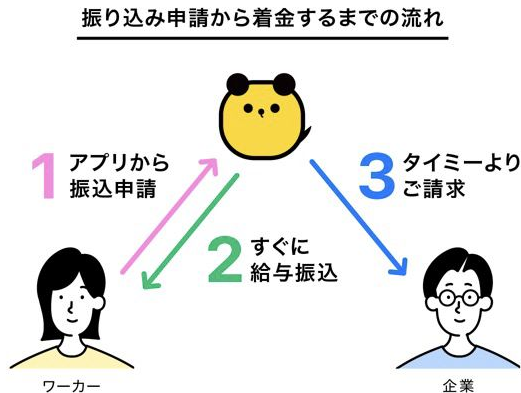 振り込み申請から着金するまでの流れ
1 アプリから
振込申請
3 タイミーより
ご請求
2 すぐに
給与振込
ワーカー
企業